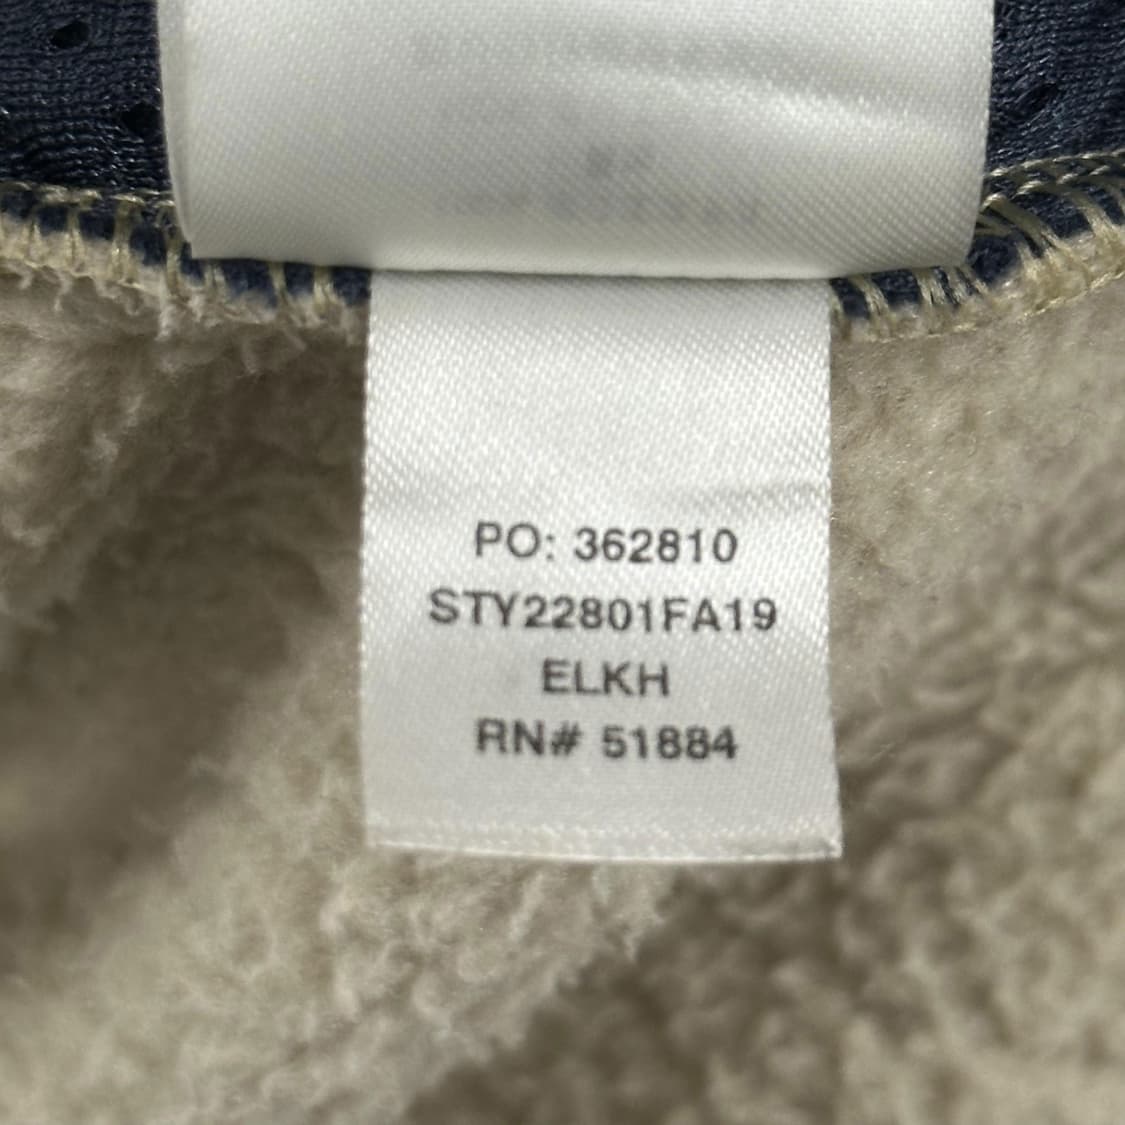 PO: 362810
STY22801FA19
ELKH
RN# 51884